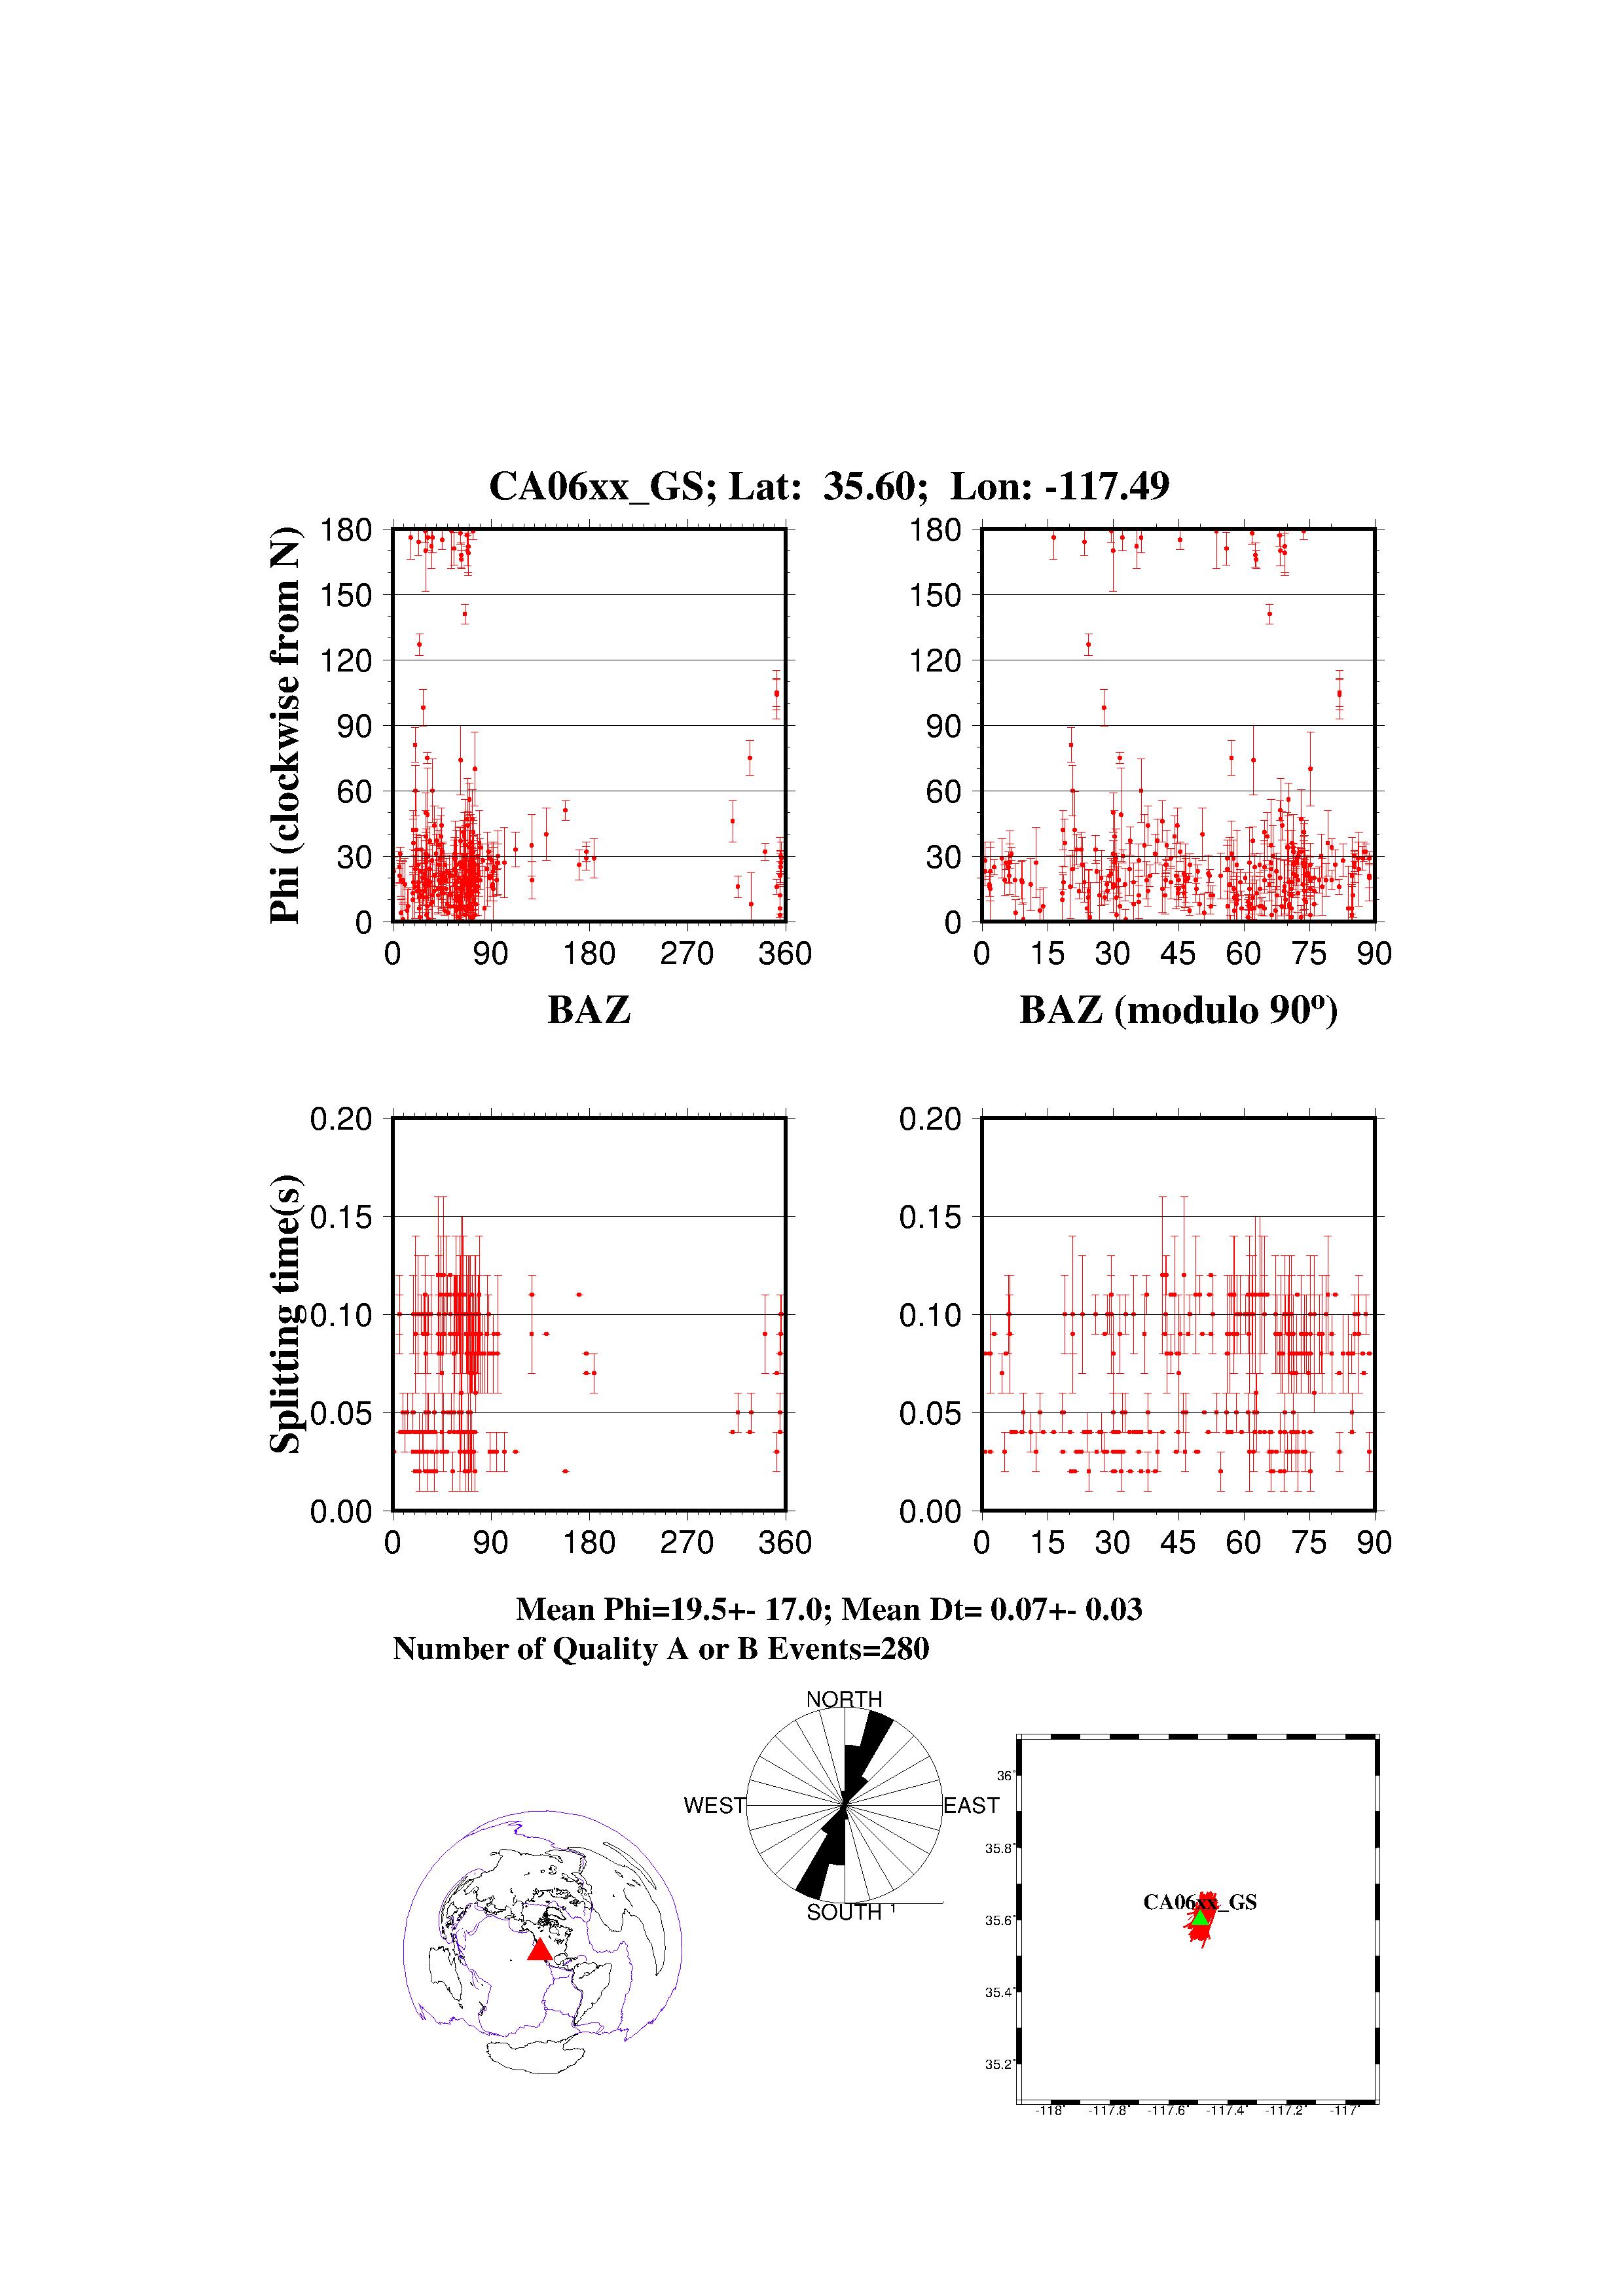 CA06xx_GS; Lat: 35.60; Lon: -117.49
Phi (clockwise from N)
180
150
120
90
60
30
0
0 90 180 270 360
BAZ
180
150
120
90
60
30
0
0 15 30 45 60 75 90
BAZ (modulo 90º)
Splitting time(s)
0.20
0.15
0.10
0.05
0.00
0 90 180 270 360
0.20
0.15
0.10
0.05
0.00
0 15 30 45 60 75 90
Mean Phi=19.5+- 17.0; Mean Dt= 0.07+- 0.03
Number of Quality A or B Events=280
NORTH
WEST
EAST
SOUTH
1
36˚
35.8˚
35.6˚
35.4˚
35.2˚
CA06xx_GS
-118˚ -117.8˚ -117.6˚ -117.4˚ -117.2˚ -117˚